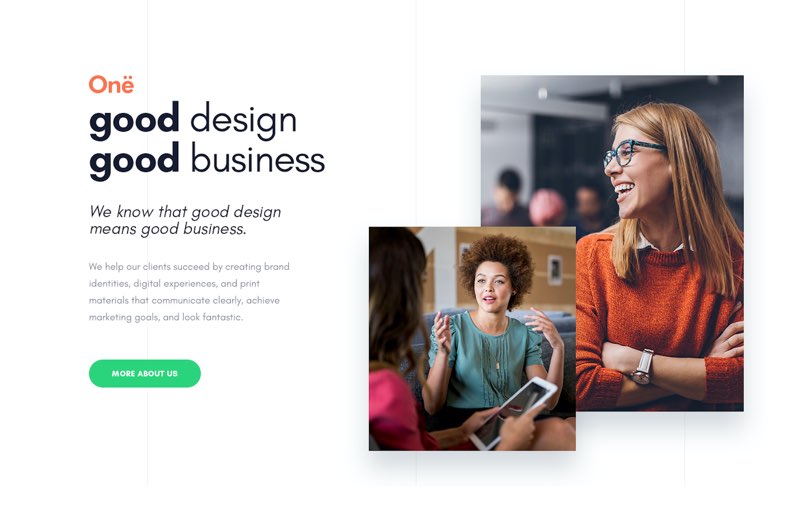 Onë
good design
good business
We know that good design
means good business.
We help our clients succeed by creating brand
identities, digital experiences, and print
materials that communicate clearly, achieve
marketing goals, and look fantastic.
MORE ABOUT US